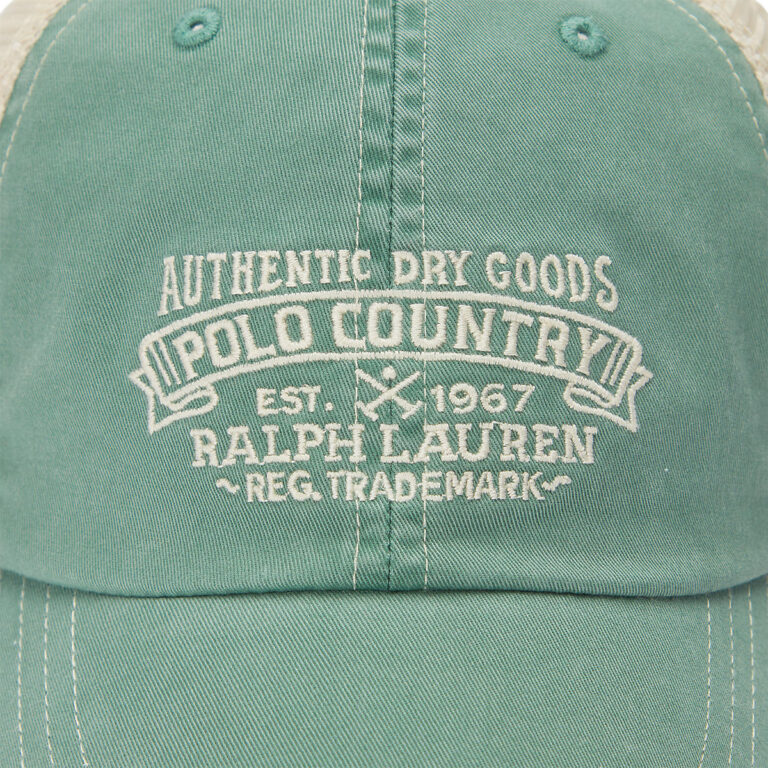 AUTHENTIC DRY GOODS
POLO COUNTRY
EST. 1967
RALPH LAUREN
~REG. TRADEMARK~